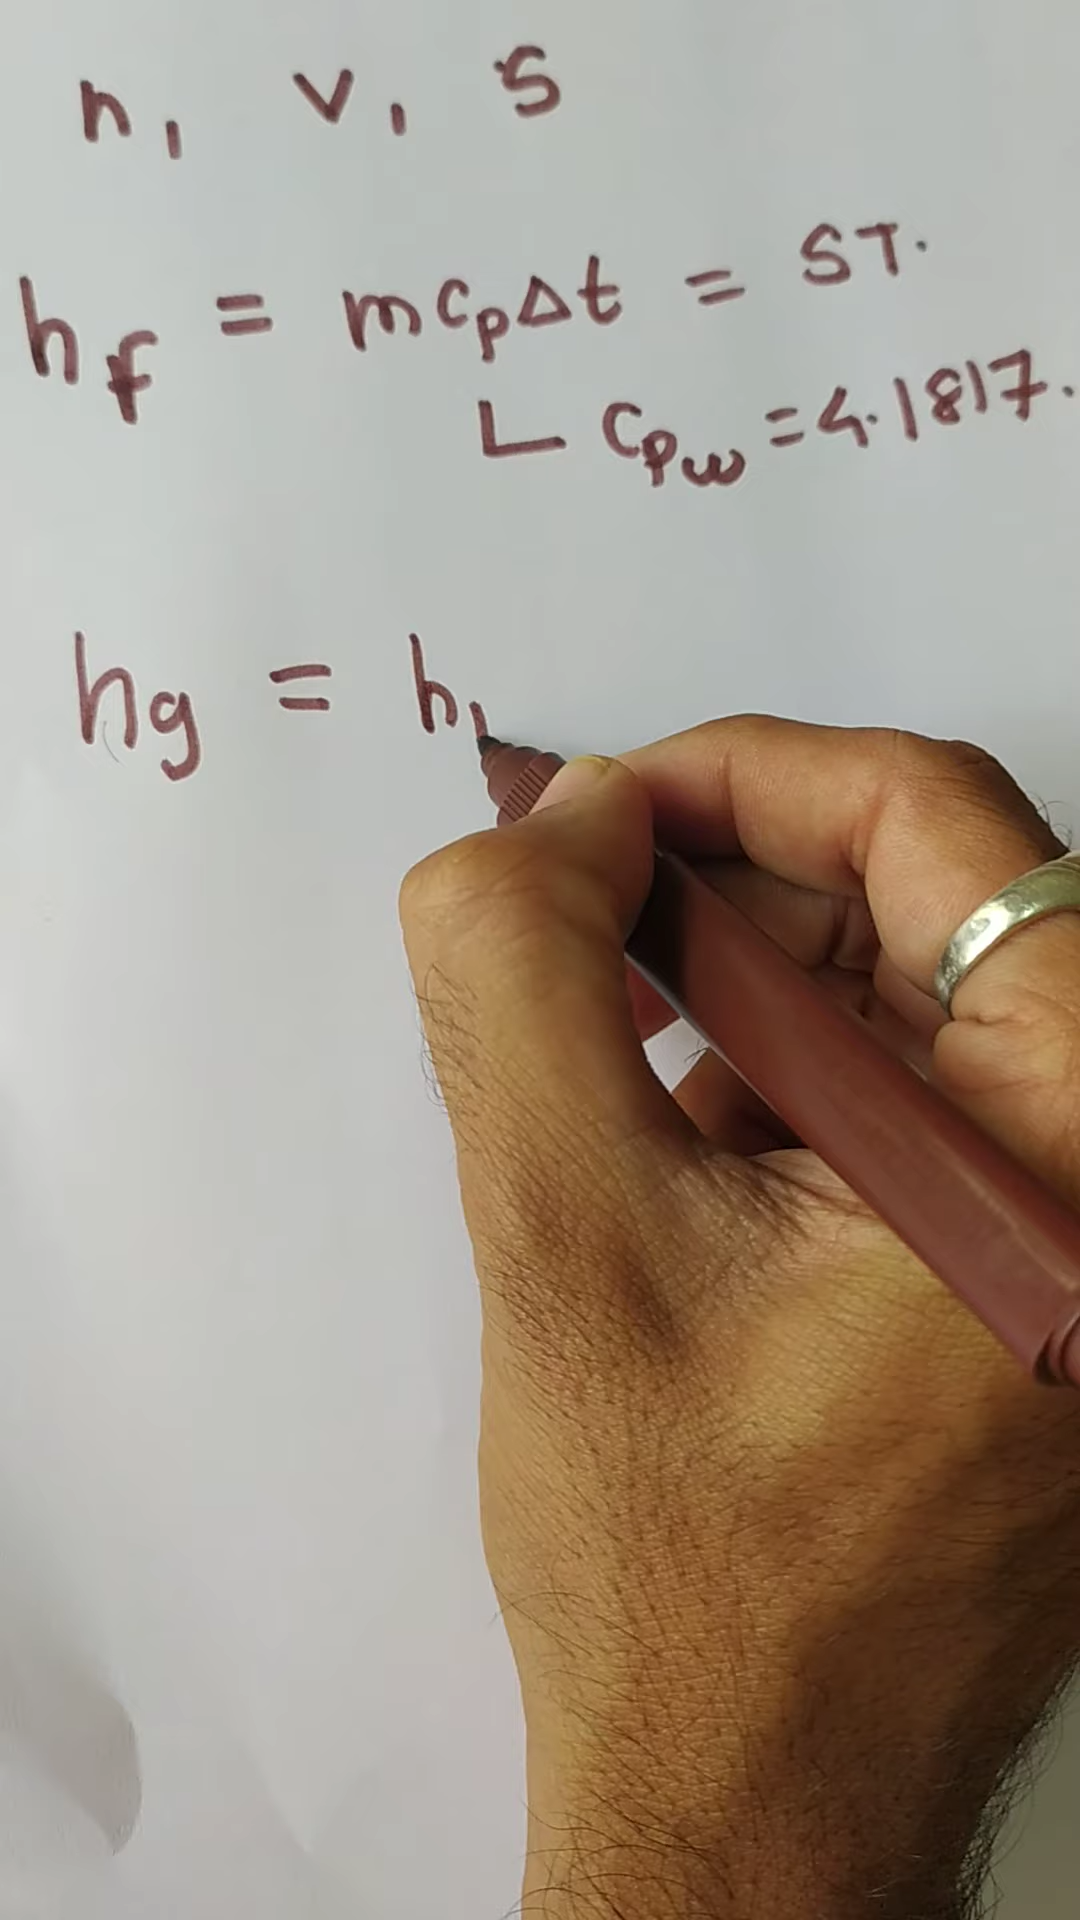 h, v, s
hf = mcpΔt = ST.
L Cpw = 4.1817.
hg = h